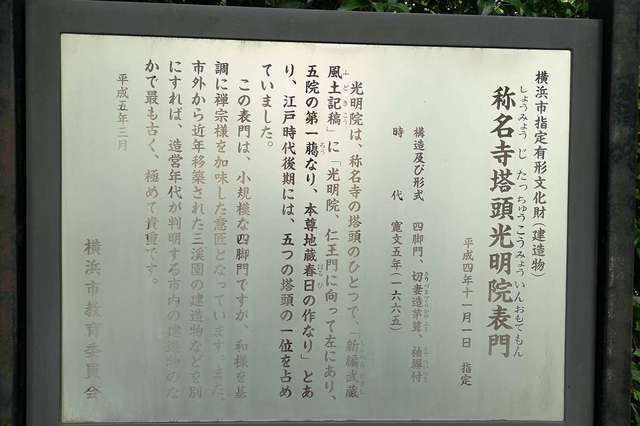 横浜市指定有形文化財(建造物)
称名寺塔頭光明院表門
しょうみょうじたっちゅうこうみょういんおもてもん
平成四年十一月一日 指定
構造及び形式 四脚門、切妻造茅葺、袖塀付
時代 寛文五年(一六六五)
光明院は、称名寺の塔頭のひとつで、「新編武蔵
風土記稿」に「光明院、仁王門に向って左にあり、
五院の第一臈なり、本尊地蔵春日の作なり」とあ
り、江戸時代後期には、五つの塔頭の一位を占め
ていました。
この表門は、小規模な四脚門ですが、和様を基
調に禅宗様を加味した意匠となっています。また、
市外から近年移築された三溪園の建造物などを別
にすれば、造営年代が判明する市内の建造物のな
かで最も古く、極めて貴重です。
平成五年三月
横浜市教育委員会